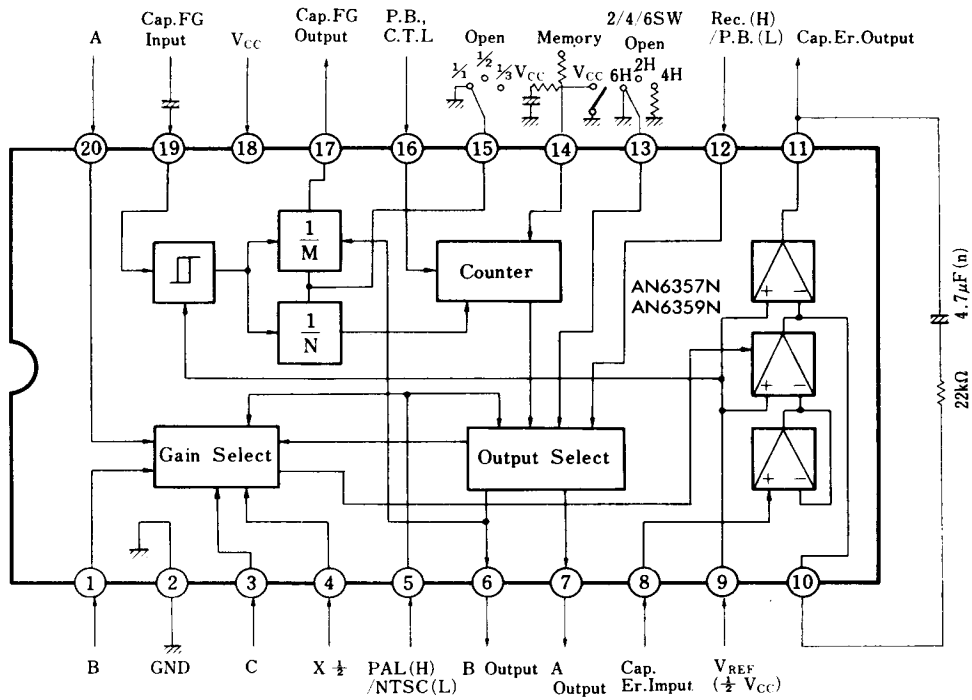 A
Cap.FG
Input
VCC
Cap.FG
Output
P.B.,
C.T.L
Open
1/1
1/2
1/3
Memory
VCC
VCC
2/4/6SW
Open
6H
2H
4H
Rec.(H)
/P.B.(L)
Cap.Er.Output
20
19
18
17
16
15
14
13
12
11
1/M
1/N
Counter
AN6357N
AN6359N
+ −
+ −
+ −
4.7μF(n)
22kΩ
Gain Select
Output Select
1
2
3
4
5
6
7
8
9
10
B
GND
C
X ½
PAL(H)
/NTSC(L)
B Output
A
Output
Cap.
Er.Imput
VREF
(½ VCC)